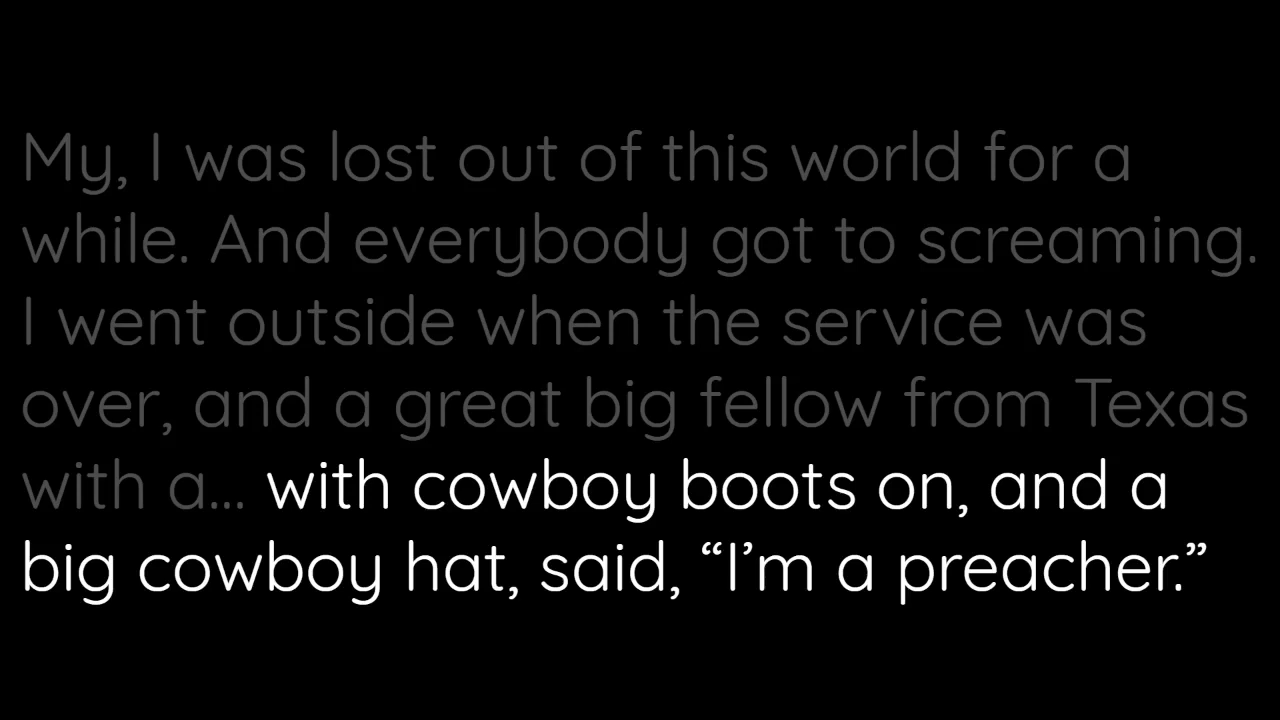 My, I was lost out of this world for a
while. And everybody got to screaming.
I went outside when the service was
over, and a great big fellow from Texas
with a... with cowboy boots on, and a
big cowboy hat, said, “I’m a preacher.”